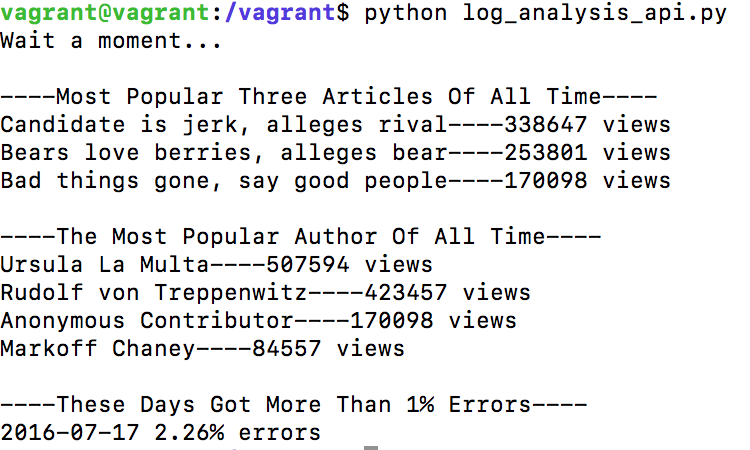 vagrant@vagrant:/vagrant$ python log_analysis_api.py
Wait a moment...
----Most Popular Three Articles Of All Time----
Candidate is jerk, alleges rival----338647 views
Bears love berries, alleges bear----253801 views
Bad things gone, say good people----170098 views
----The Most Popular Author Of All Time----
Ursula La Multa----507594 views
Rudolf von Treppenwitz----423457 views
Anonymous Contributor----170098 views
Markoff Chaney----84557 views
----These Days Got More Than 1% Errors----
2016-07-17 2.26% errors